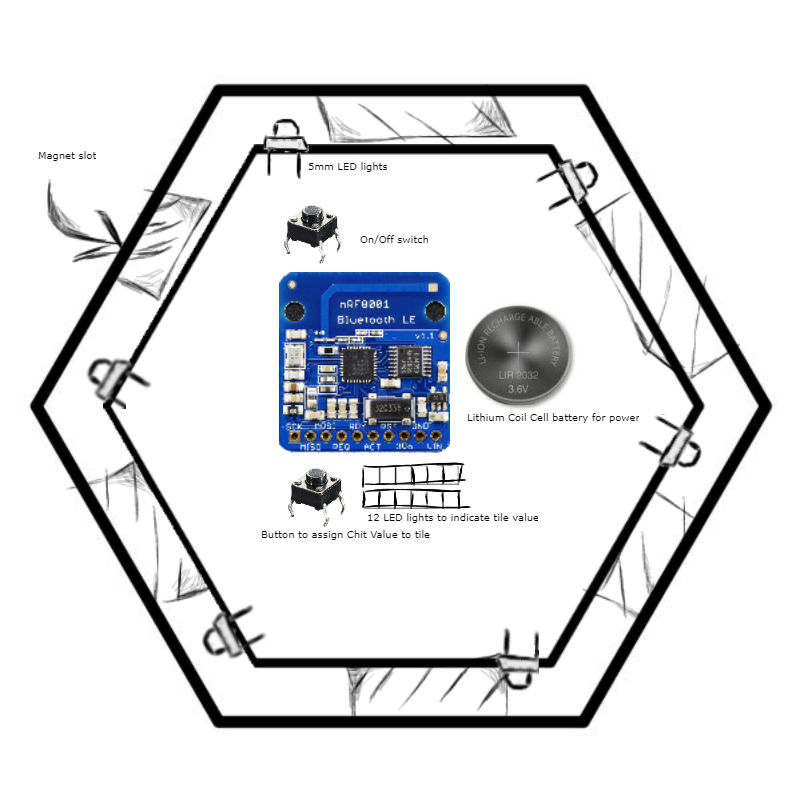 Magnet slot
5mm LED lights
On/Off switch
nRF8001
Bluetooth LE
v1.1
LI-ION RECHARGE ABLE BATTERY
LIR 2032
3.6V
Lithium Coil Cell battery for power
SCK MOSI RDY RST GND
MISO REQ ACT 3Vo VIN
12 LED lights to indicate tile value
Button to assign Chit Value to tile